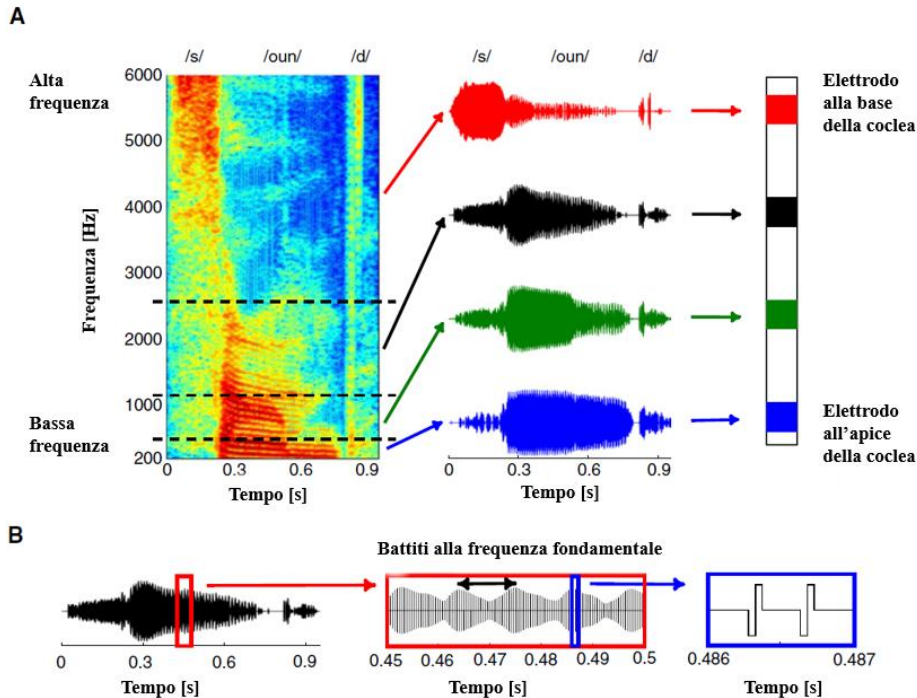 A
/s/ /oun/ /d/
/s/ /oun/ /d/
Alta
frequenza
Frequenza [Hz]
6000
5000
4000
3000
2000
1000
200
Bassa
frequenza
0 0.3 0.6 0.9
Tempo [s]
0 0.3 0.6 0.9
Tempo [s]
Elettrodo
alla base
della coclea
Elettrodo
all'apice
della coclea
B
Battiti alla frequenza fondamentale
0 0.3 0.6 0.9
Tempo [s]
0.45 0.46 0.47 0.48 0.49 0.5
Tempo [s]
0.486 0.487
Tempo [s]